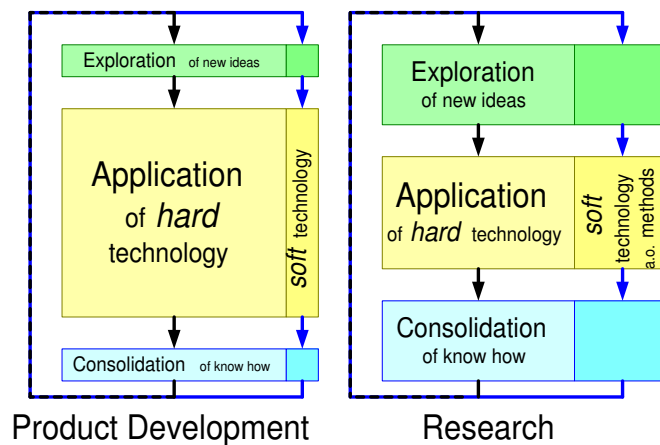 Exploration of new ideas
Application
of hard
technology
soft technology
Consolidation of know how
Product Development
Exploration
of new ideas
Application
of hard technology
soft
technology
a.o. methods
Consolidation
of know how
Research